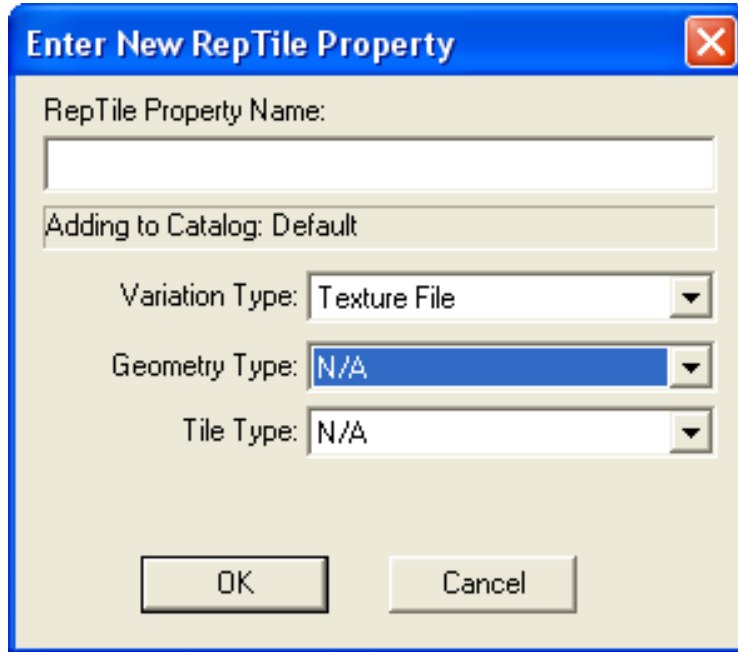 Enter New RepTile Property
RepTile Property Name:
Adding to Catalog: Default
Variation Type: Texture File
Geometry Type: N/A
Tile Type: N/A
OK Cancel